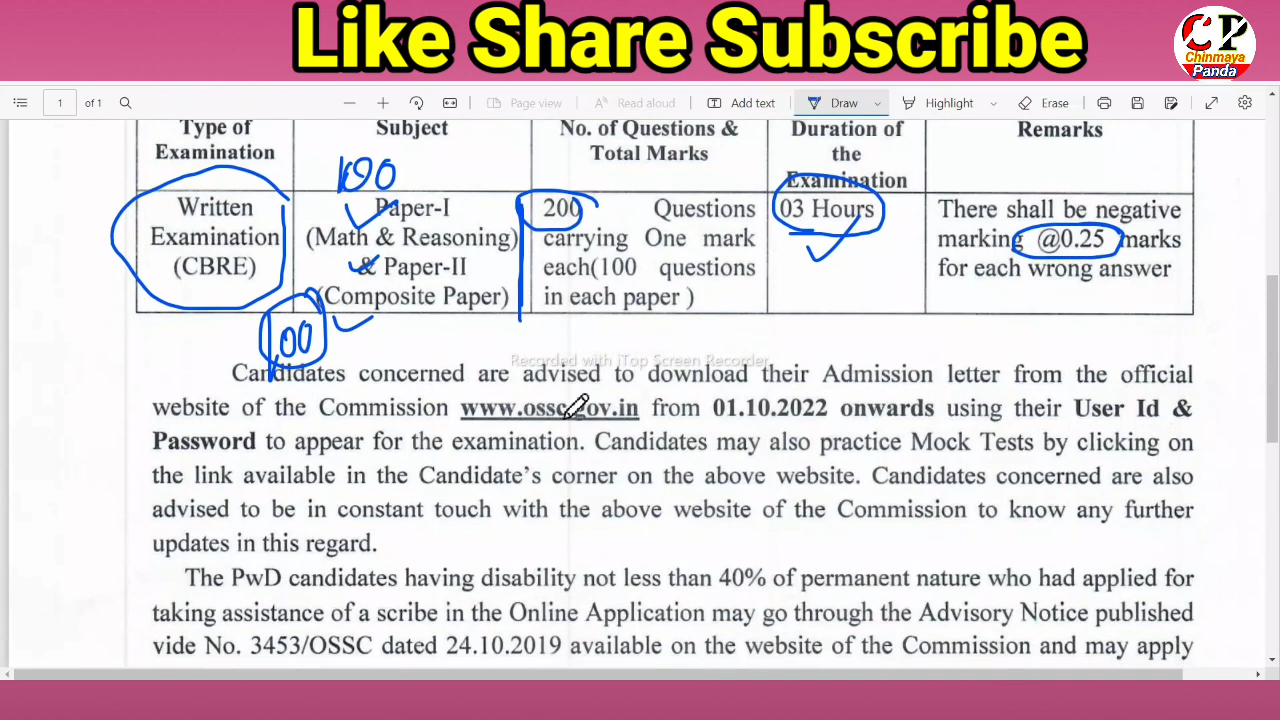 Like Share Subscribe
CP
Chinmaya
Panda
1 of 1
Page view
Read aloud
Add text
Draw
Highlight
Erase
Type of
Examination
Subject
No. of Questions &
Total Marks
Duration of
the
Examination
Remarks
100
Written
Examination
(CBRE)
Paper-I
(Math & Reasoning)
& Paper-II
(Composite Paper)
200 Questions
carrying One mark
each(100 questions
in each paper )
03 Hours
There shall be negative
marking @0.25 marks
for each wrong answer
100
Recorded with iTop Screen Recorder
Candidates concerned are advised to download their Admission letter from the official
website of the Commission www.ossc.gov.in from 01.10.2022 onwards using their User Id &
Password to appear for the examination. Candidates may also practice Mock Tests by clicking on
the link available in the Candidate's corner on the above website. Candidates concerned are also
advised to be in constant touch with the above website of the Commission to know any further
updates in this regard.
The PwD candidates having disability not less than 40% of permanent nature who had applied for
taking assistance of a scribe in the Online Application may go through the Advisory Notice published
vide No. 3453/OSSC dated 24.10.2019 available on the website of the Commission and may apply